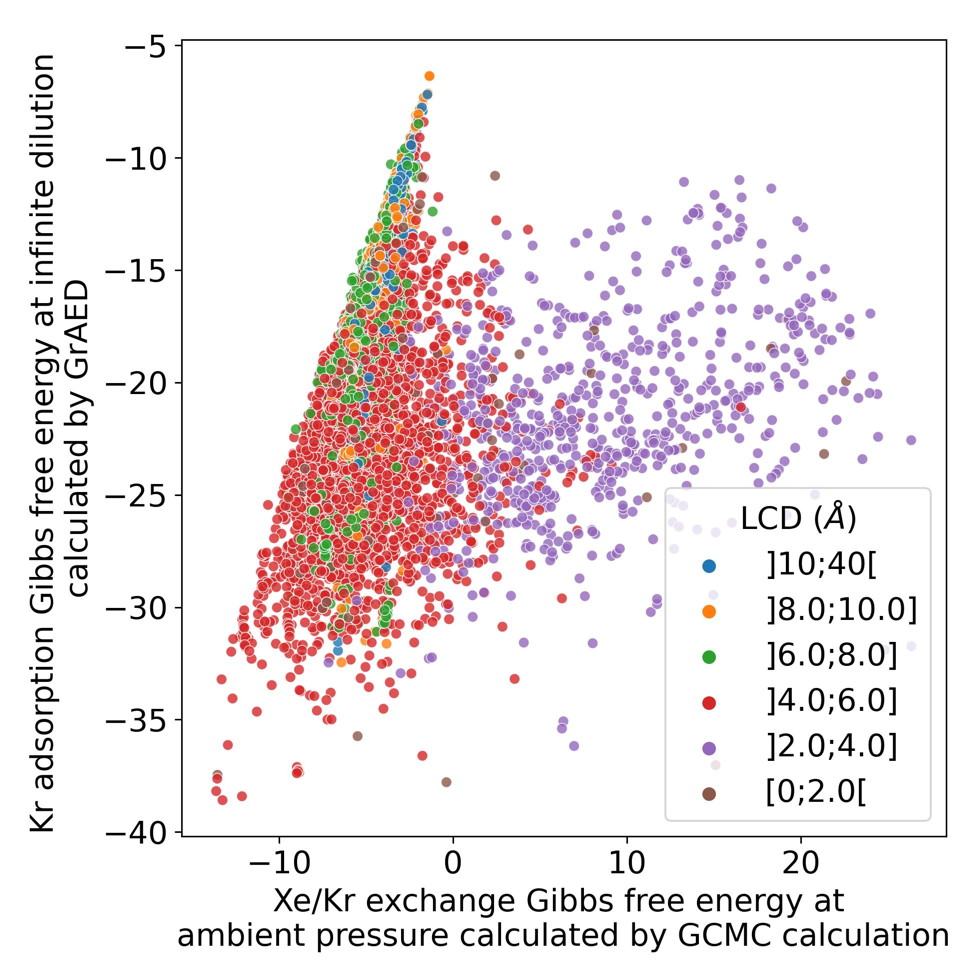 Kr adsorption Gibbs free energy at infinite dilution
calculated by GrAED
−5
−10
−15
−20
−25
−30
−35
−40
LCD (Å)
]10;40[
]8.0;10.0]
]6.0;8.0]
]4.0;6.0]
]2.0;4.0]
[0;2.0[
−10 0 10 20
Xe/Kr exchange Gibbs free energy at
ambient pressure calculated by GCMC calculation